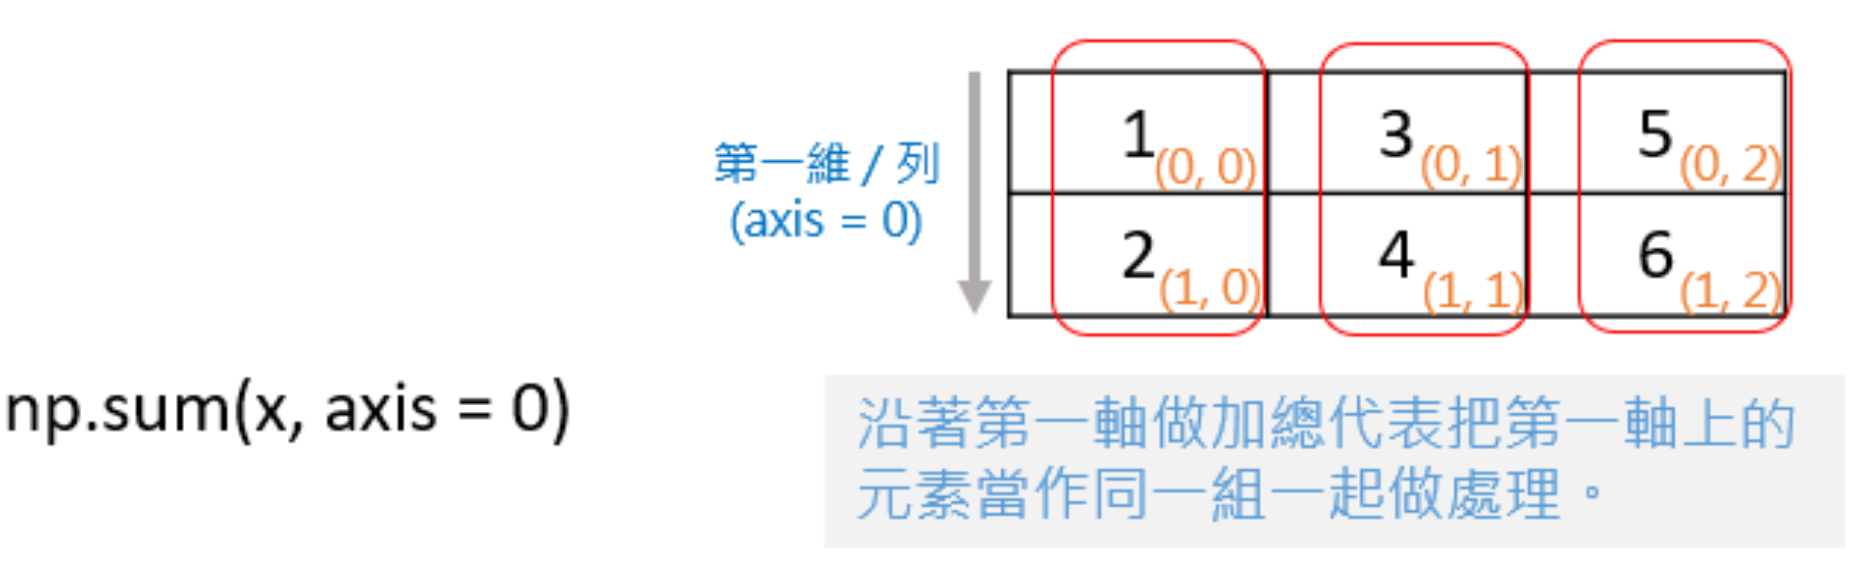 1(0, 0) 3(0, 1) 5(0, 2)
第一維 / 列
(axis = 0)
2(1, 0) 4(1, 1) 6(1, 2)
np.sum(x, axis = 0)
沿著第一軸做加總代表把第一軸上的
元素當作同一組一起做處理。